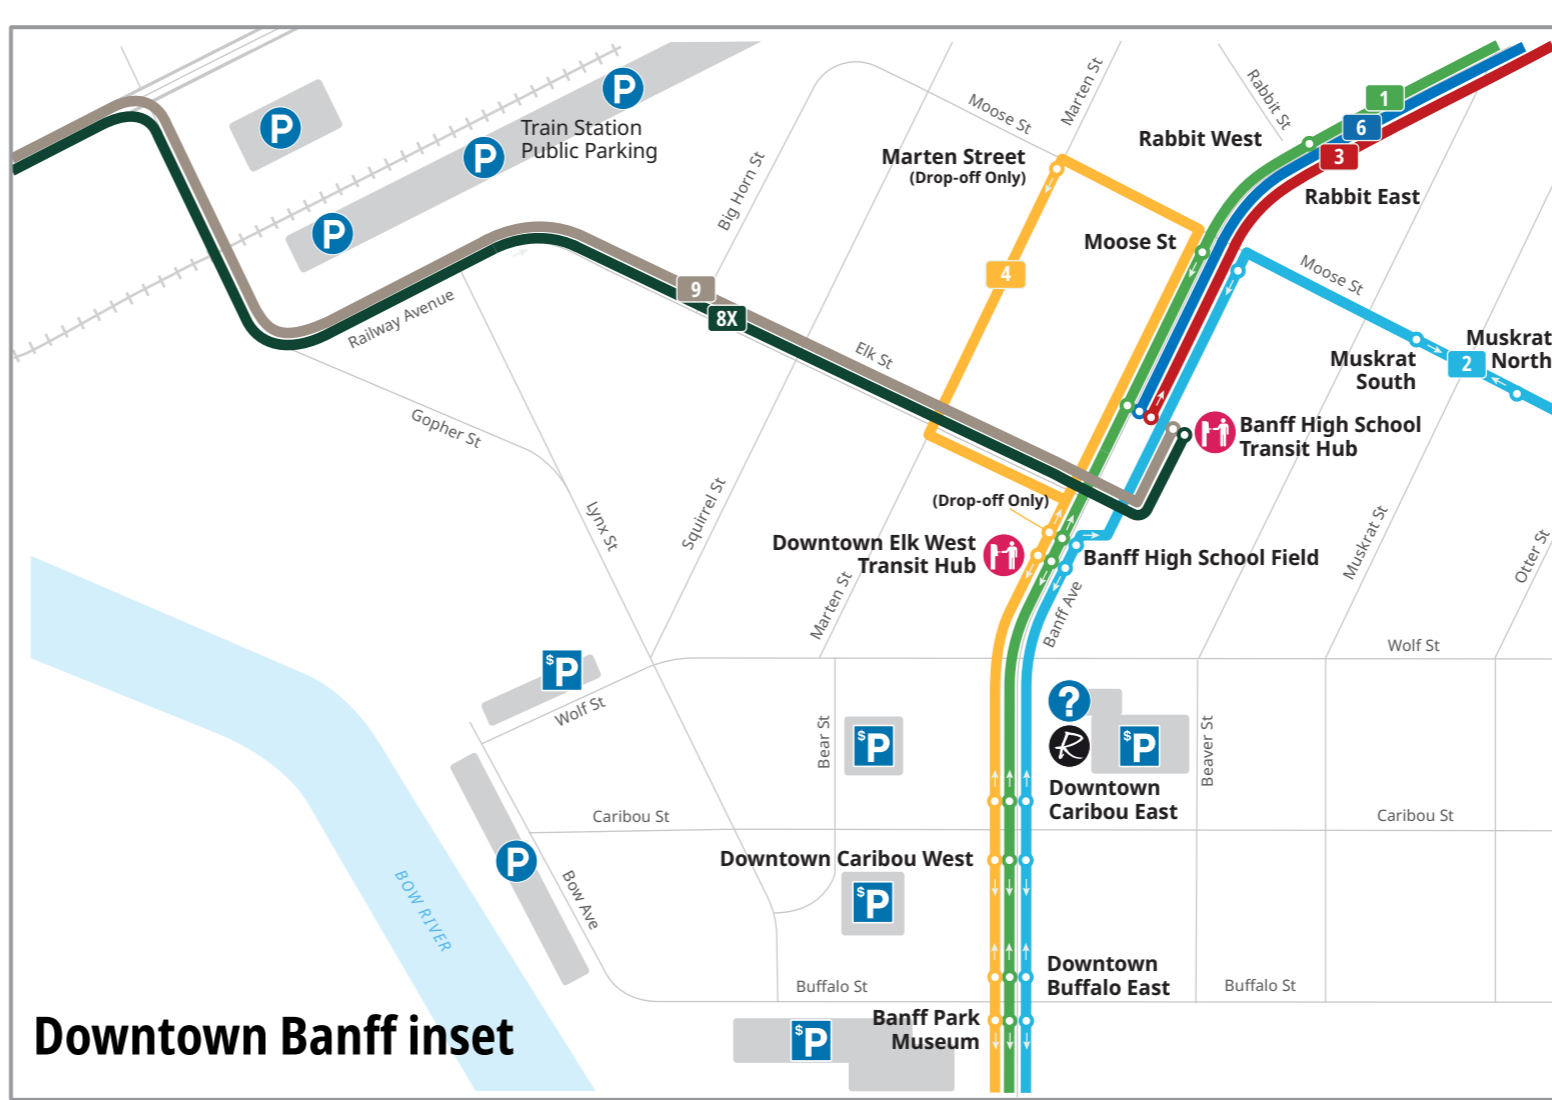 P
P
P
P
Train Station
Public Parking
Big Horn St
Moose St
Marten St
Rabbit St
1
6
3
Rabbit West
Rabbit East
Marten Street
(Drop-off Only)
Moose St
4
Moose St
Muskrat
North
2
Muskrat
South
9
8X
Railway Avenue
Elk St
Gopher St
Banff High School
Transit Hub
Lynx St
Squirrel St
Marten St
(Drop-off Only)
Downtown Elk West
Transit Hub
Banff High School Field
Banff Ave
Muskrat St
Otter St
Wolf St
$P
Wolf St
Bear St
$P
?
R
$P
Beaver St
Downtown
Caribou East
Caribou St
Caribou St
Downtown Caribou West
P
Bow Ave
$P
BOW RIVER
Downtown
Buffalo East
Buffalo St
Buffalo St
Banff Park
Museum
$P
Downtown Banff inset